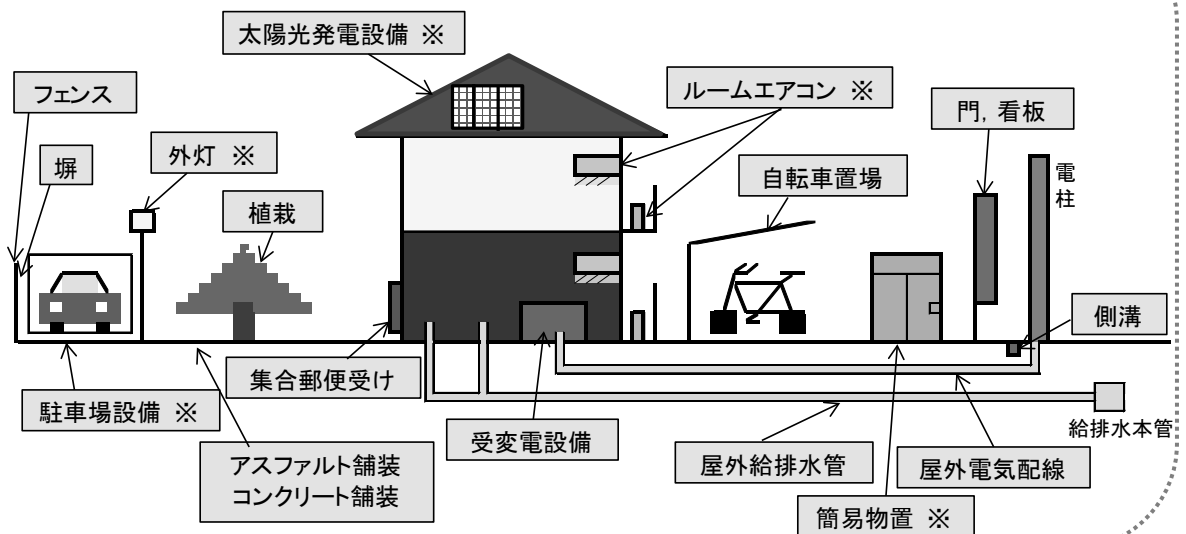 太陽光発電設備 ※
フェンス
ルームエアコン ※
門，看板
外灯 ※
塀
植栽
自転車置場
電柱
側溝
集合郵便受け
駐車場設備 ※
受変電設備
給排水本管
アスファルト舗装
コンクリート舗装
屋外給排水管
屋外電気配線
簡易物置 ※